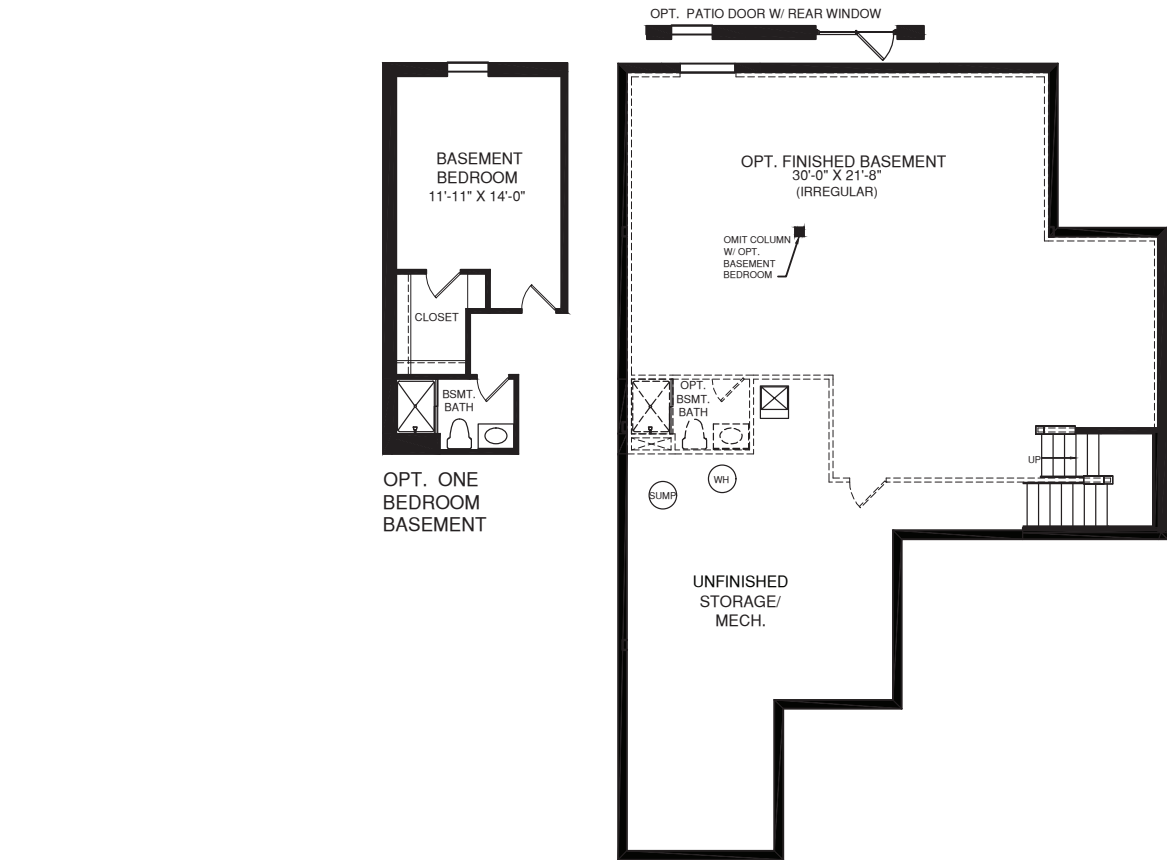 OPT. PATIO DOOR W/ REAR WINDOW
BASEMENT
BEDROOM
11'-11" X 14'-0"
CLOSET
BSMT.
BATH
OPT. ONE
BEDROOM
BASEMENT
OPT. FINISHED BASEMENT
30'-0" X 21'-8"
(IRREGULAR)
OMIT COLUMN
W/ OPT.
BASEMENT
BEDROOM
OPT.
BSMT.
BATH
UP
WH
SUMP
UNFINISHED
STORAGE/
MECH.